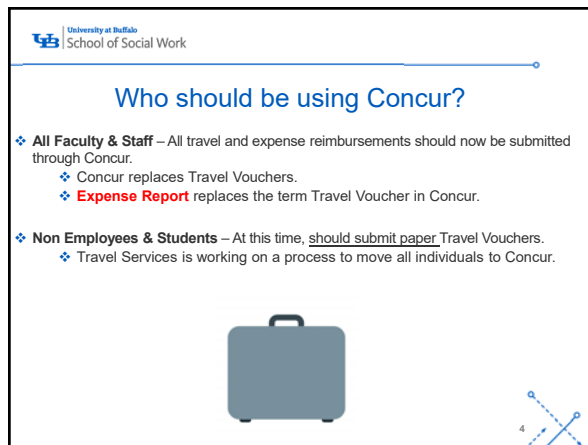 University at Buffalo
School of Social Work
Who should be using Concur?
❖ All Faculty & Staff – All travel and expense reimbursements should now be submitted
through Concur.
❖ Concur replaces Travel Vouchers.
❖ Expense Report replaces the term Travel Voucher in Concur.
❖ Non Employees & Students – At this time, should submit paper Travel Vouchers.
❖ Travel Services is working on a process to move all individuals to Concur.
4